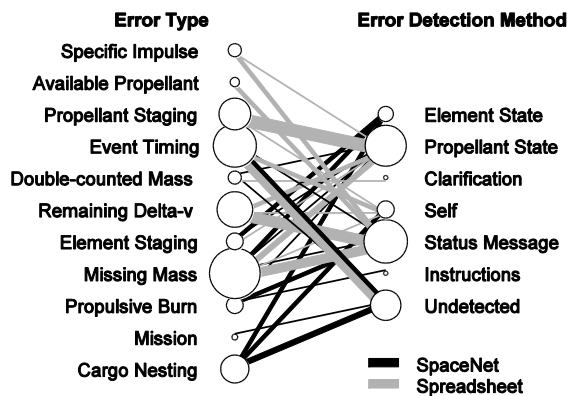 Error Type
Error Detection Method
Specific Impulse
Available Propellant
Propellant Staging
Element State
Event Timing
Propellant State
Double-counted Mass
Clarification
Remaining Delta-v
Self
Element Staging
Status Message
Missing Mass
Instructions
Propulsive Burn
Undetected
Mission
Cargo Nesting
SpaceNet
Spreadsheet